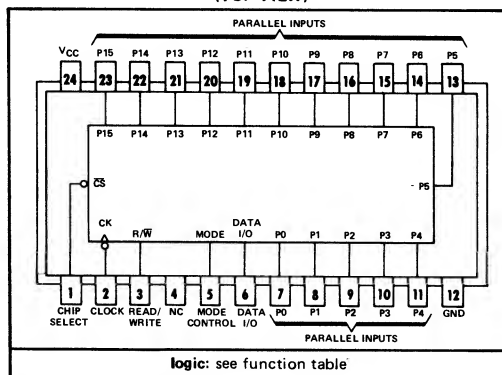 PARALLEL INPUTS
VCC P15 P14 P13 P12 P11 P10 P9 P8 P7 P6 P5
24 23 22 21 20 19 18 17 16 15 14 13
P15 P14 P13 P12 P11 P10 P9 P8 P7 P6
CS P5
CK R/W MODE DATA I/O P0 P1 P2 P3 P4
1 2 3 4 5 6 7 8 9 10 11 12
CHIP SELECT CLOCK READ/WRITE NC MODE CONTROL DATA I/O P0 P1 P2 P3 P4 GND
PARALLEL INPUTS
logic: see function table